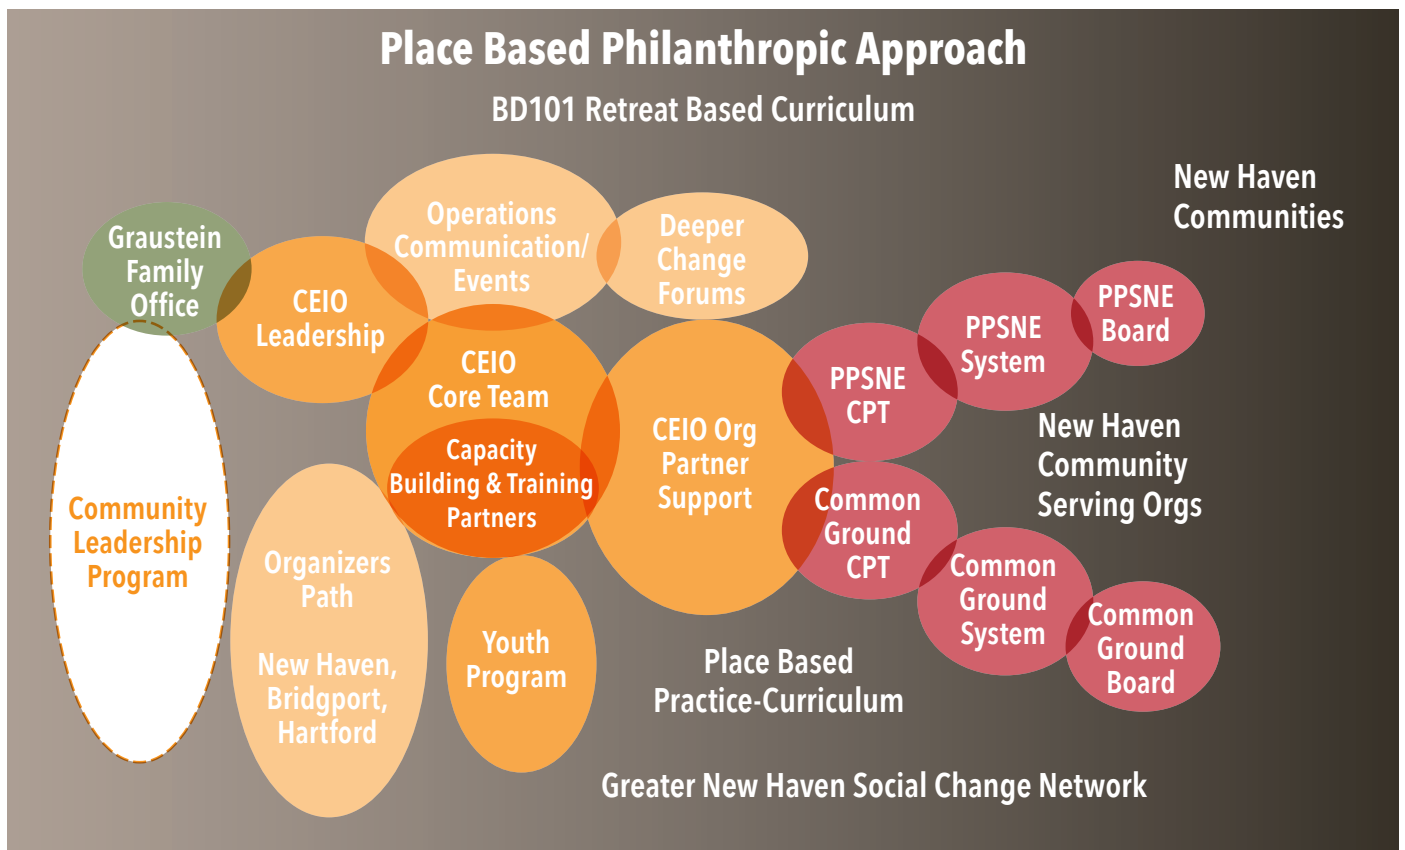 Place Based Philanthropic Approach
BD101 Retreat Based Curriculum
New Haven
Communities
Graustein
Family
Office
CEIO
Leadership
Operations
Communication/
Events
Deeper
Change
Forums
CEIO
Core Team
Capacity
Building & Training
Partners
CEIO Org
Partner
Support
PPSNE
CPT
PPSNE
System
PPSNE
Board
New Haven
Community
Serving Orgs
Common
Ground
CPT
Common
Ground
System
Common
Ground
Board
Community
Leadership
Program
Organizers
Path
New Haven,
Bridgport,
Hartford
Youth
Program
Place Based
Practice-Curriculum
Greater New Haven Social Change Network